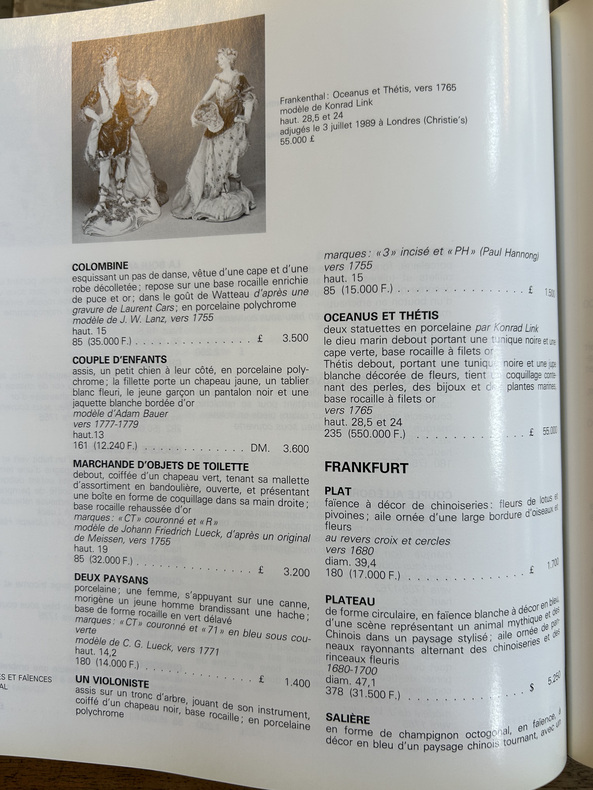 Frankenthal : Oceanus et Thétis, vers 1765
modèle de Konrad Link
haut. 28,5 et 24
adjugés le 3 juillet 1989 à Londres (Christie's)
55.000 £
COLOMBINE
esquissant un pas de danse, vêtue d'une cape et d'une
robe décolletée ; repose sur une base rocaille enrichie
de puce et or ; dans le goût de Watteau d'après une
gravure de Laurent Cars ; en porcelaine polychrome
modèle de J. W. Lanz, vers 1755
haut. 15
85 (35.000 F.) . . . . . . . . . . . . . . . . £ 3.500
COUPLE D'ENFANTS
assis, un petit chien à leur côté, en porcelaine poly-
chrome ; la fillette porte un chapeau jaune, un tablier
blanc fleuri, le jeune garçon un pantalon noir et une
jaquette blanche bordée d'or
modèle d'Adam Bauer
vers 1777-1779
haut.13
161 (12.240 F.) . . . . . . . . . . . . . . DM. 3.600
MARCHANDE D'OBJETS DE TOILETTE
debout, coiffée d'un chapeau vert, tenant sa mallette
d'assortiment en bandoulière, ouverte, et présentant
une boîte en forme de coquillage dans sa main droite ;
base rocaille rehaussée d'or
marques : « CT » couronné et « R »
modèle de Johann Friedrich Lueck, d'après un original
de Meissen, vers 1755
haut. 19
85 (32.000 F.) . . . . . . . . . . . . . . . . £ 3.200
DEUX PAYSANS
porcelaine ; une femme, s'appuyant sur une canne,
morigène un jeune homme brandissant une hache ;
base de forme rocaille en vert délavé
marques : « CT » couronné et « 71 » en bleu sous cou-
verte
modèle de C. G. Lueck, vers 1771
haut. 14,2
180 (14.000 F.) . . . . . . . . . . . . . . . £ 1.400
UN VIOLONISTE
assis sur un tronc d'arbre, jouant de son instrument,
coiffé d'un chapeau noir, base rocaille ; en porcelaine
polychrome
marques : « 3 » incisé et « PH » (Paul Hannong)
vers 1755
haut. 15
85 (15.000 F.) . . . . . . . . . . . . . . . . £ 1.500
OCEANUS ET THÉTIS
deux statuettes en porcelaine par Konrad Link
le dieu marin debout portant une tunique noire et une
cape verte, base rocaille à filets or
Thétis debout, portant une tunique noire et une jupe
blanche décorée de fleurs, tient coquillage conte-
nant des perles, des bijoux et plantes marines,
base rocaille à filets or
vers 1765
haut. 28,5 et 24
235 (550.000 F.) . . . . . . . . . . . . . . £ 55.000
FRANKFURT
PLAT
faïence à décor de chinoiseries : fleurs de lotus et
pivoines ; aile ornée d'une large bordure d'oiseaux et
fleurs
au revers croix et cercles
vers 1680
diam. 39,4
180 (17.000 F.) . . . . . . . . . . . . . . . £ 1.700
PLATEAU
de forme circulaire, en faïence blanche à décor en bleu,
d'une scène représentant un animal mythique et des
Chinois dans un paysage stylisé ; aile ornée de pan-
neaux rayonnants alternant des chinoiseries et des
rinceaux fleuris
1680-1700
diam. 47,1
378 (31.500 F.) . . . . . . . . . . . . . . . $ 5.250
SALIÈRE
en forme de champignon octogonal, en faïence, à
décor en bleu d'un paysage chinois tournant, avec un
ES ET FAÏENCES
AL